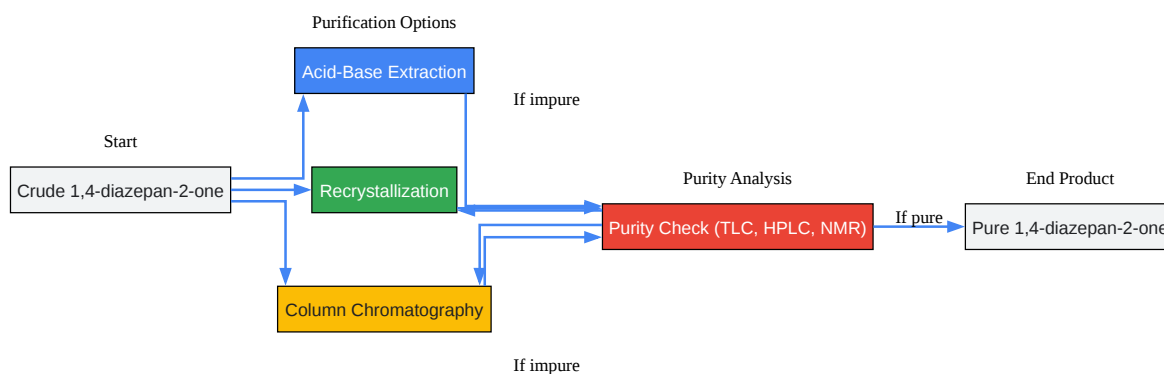 Purification Options
Acid-Base Extraction
If impure
Start
Crude 1,4-diazepan-2-one
Recrystallization
Purity Analysis
Purity Check (TLC, HPLC, NMR)
If pure
End Product
Pure 1,4-diazepan-2-one
Column Chromatography
If impure